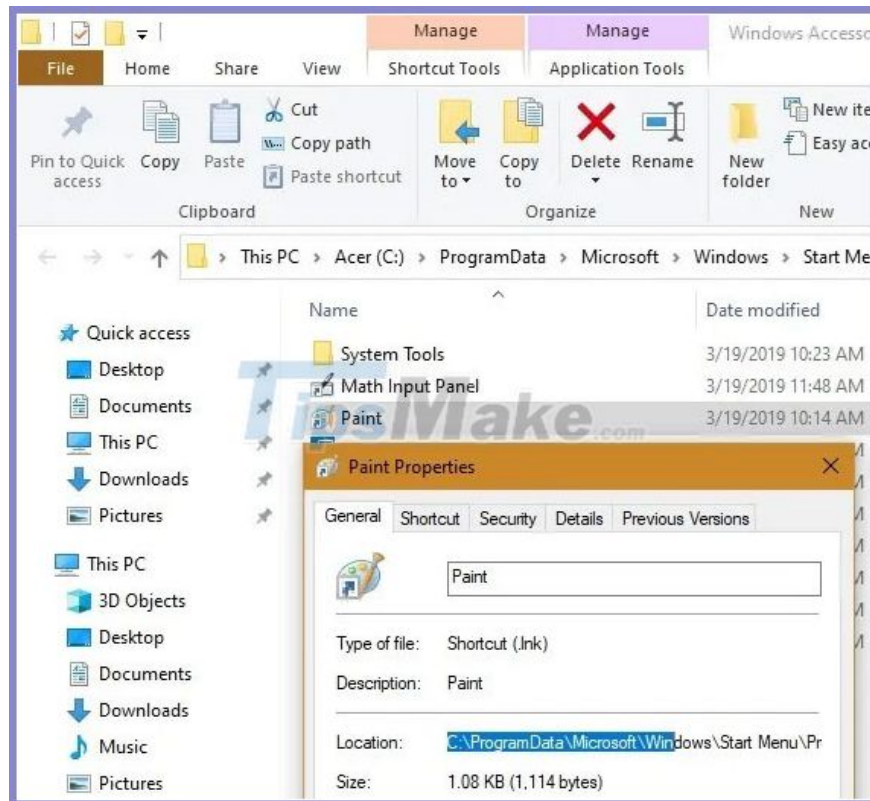 Manage Manage Windows Accesso
File Home Share View Shortcut Tools Application Tools
Pin to Quick access
Copy
Paste
Cut
Copy path
Paste shortcut
Move to
Copy to
Delete
Rename
New folder
New ite
Easy acc
Clipboard Organize New
This PC > Acer (C:) > ProgramData > Microsoft > Windows > Start Me
Name Date modified
Quick access
Desktop
Documents
This PC
Downloads
Pictures
This PC
3D Objects
Desktop
Documents
Downloads
Music
Pictures
System Tools 3/19/2019 10:23 AM
Math Input Panel 3/19/2019 11:48 AM
Paint 3/19/2019 10:14 AM
TipsMake.com
Paint Properties
General Shortcut Security Details Previous Versions
Paint
Type of file: Shortcut (.lnk)
Description: Paint
Location: C:\ProgramData\Microsoft\Windows\Start Menu\Pr
Size: 1.08 KB (1,114 bytes)